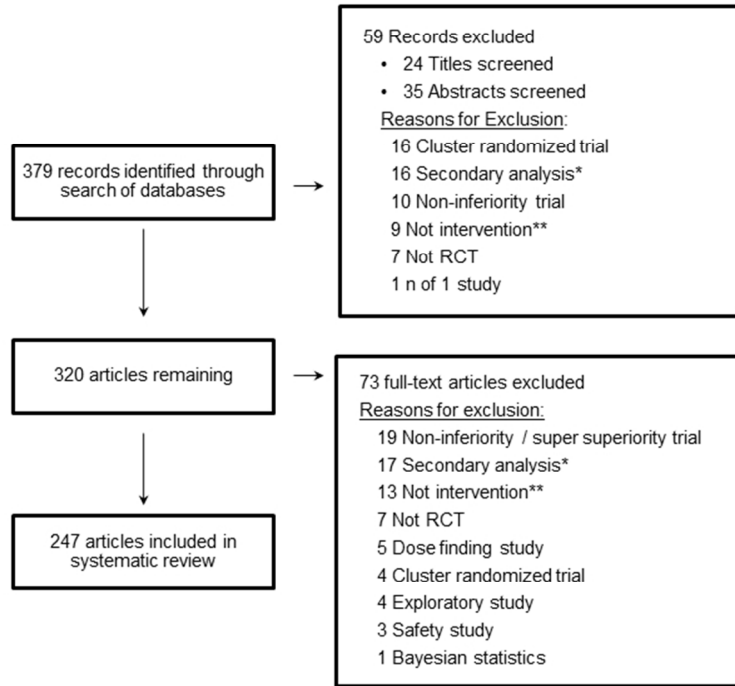 379 records identified through
search of databases
59 Records excluded
• 24 Titles screened
• 35 Abstracts screened
Reasons for Exclusion:
16 Cluster randomized trial
16 Secondary analysis*
10 Non-inferiority trial
9 Not intervention**
7 Not RCT
1 n of 1 study
320 articles remaining
73 full-text articles excluded
Reasons for exclusion:
19 Non-inferiority / super superiority trial
17 Secondary analysis*
13 Not intervention**
7 Not RCT
5 Dose finding study
4 Cluster randomized trial
4 Exploratory study
3 Safety study
1 Bayesian statistics
247 articles included in
systematic review